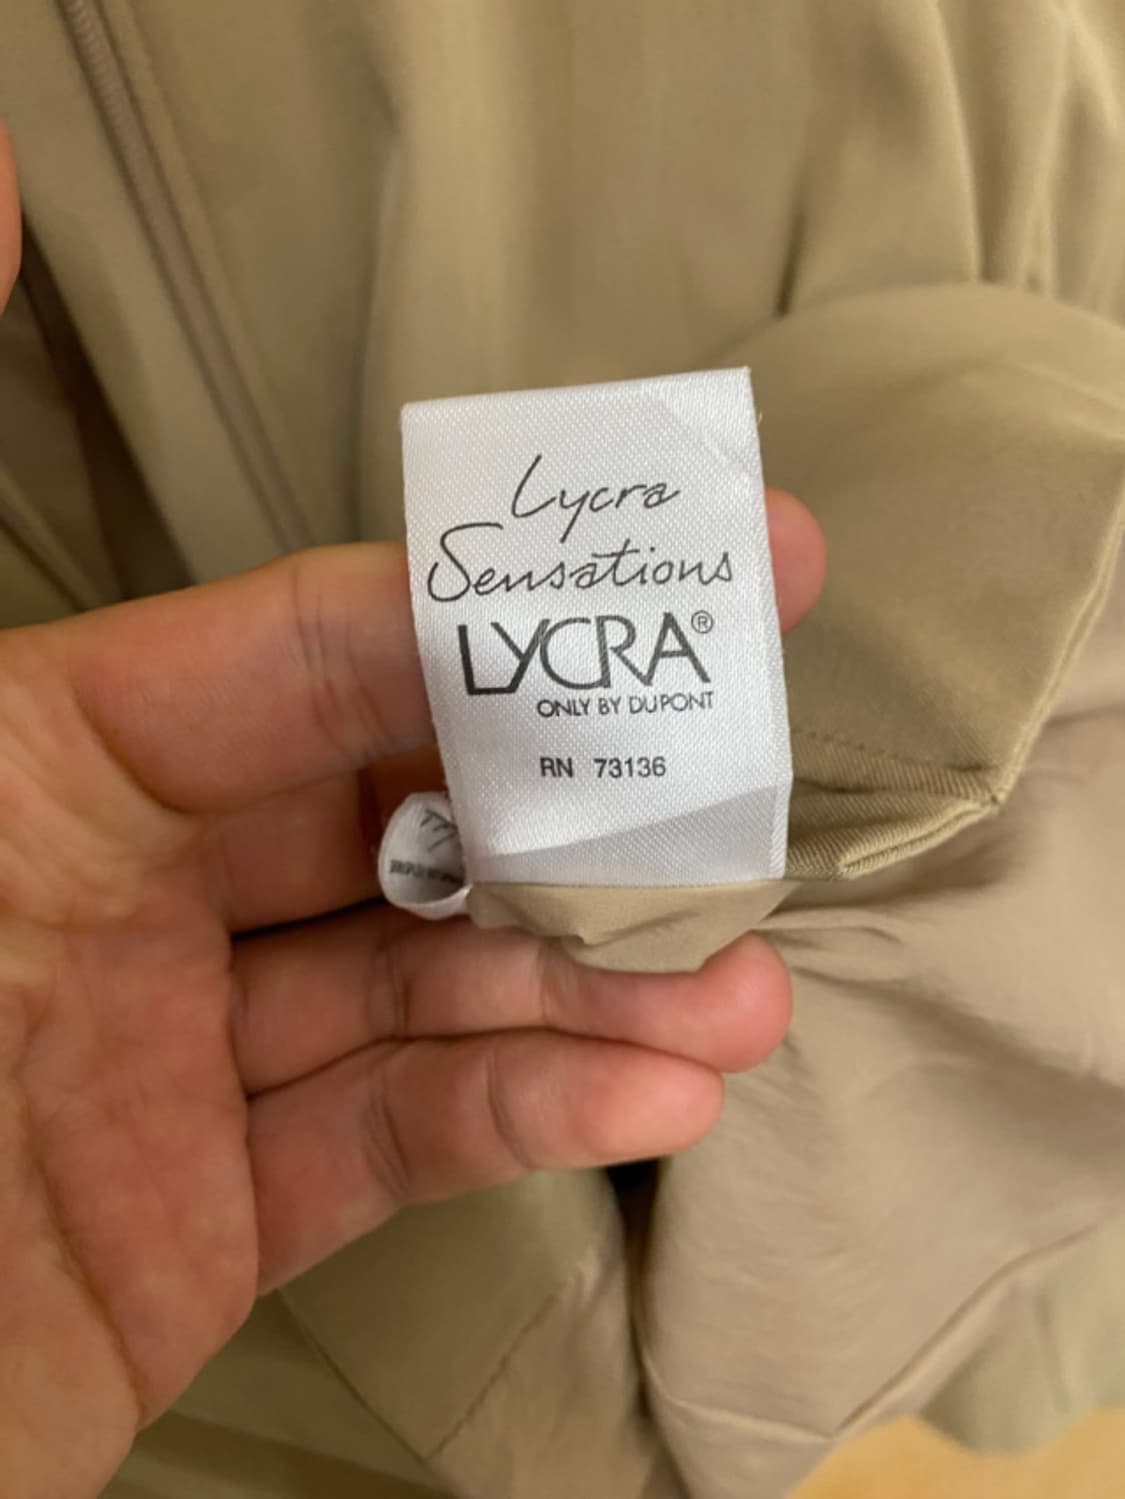 Lycra
Sensations
LYCRA®
ONLY BY DUPONT
RN 73136